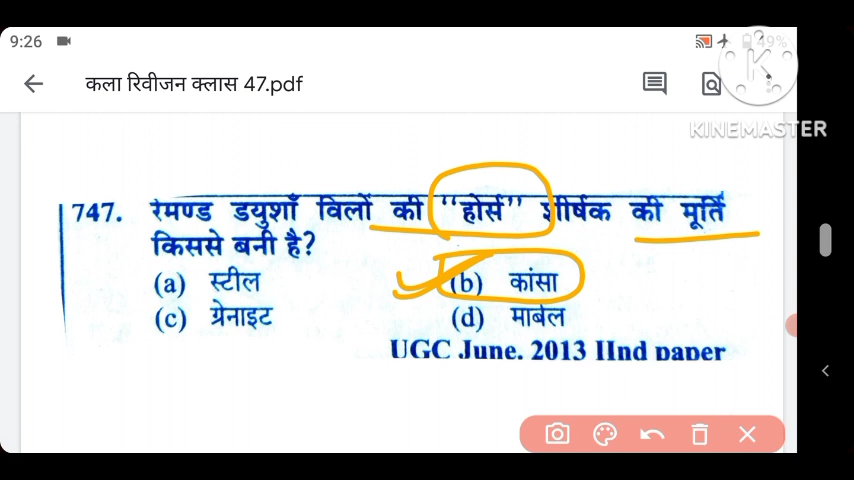 9:26
49%
कला रिवीजन क्लास 47.pdf
KINEMASTER
747. रेमण्ड डयुशाँ विलों की "होर्स" शीर्षक की मूर्ति
किससे बनी है?
(a) स्टील (b) कांसा
(c) ग्रेनाइट (d) मार्बल
UGC June. 2013 IInd paper